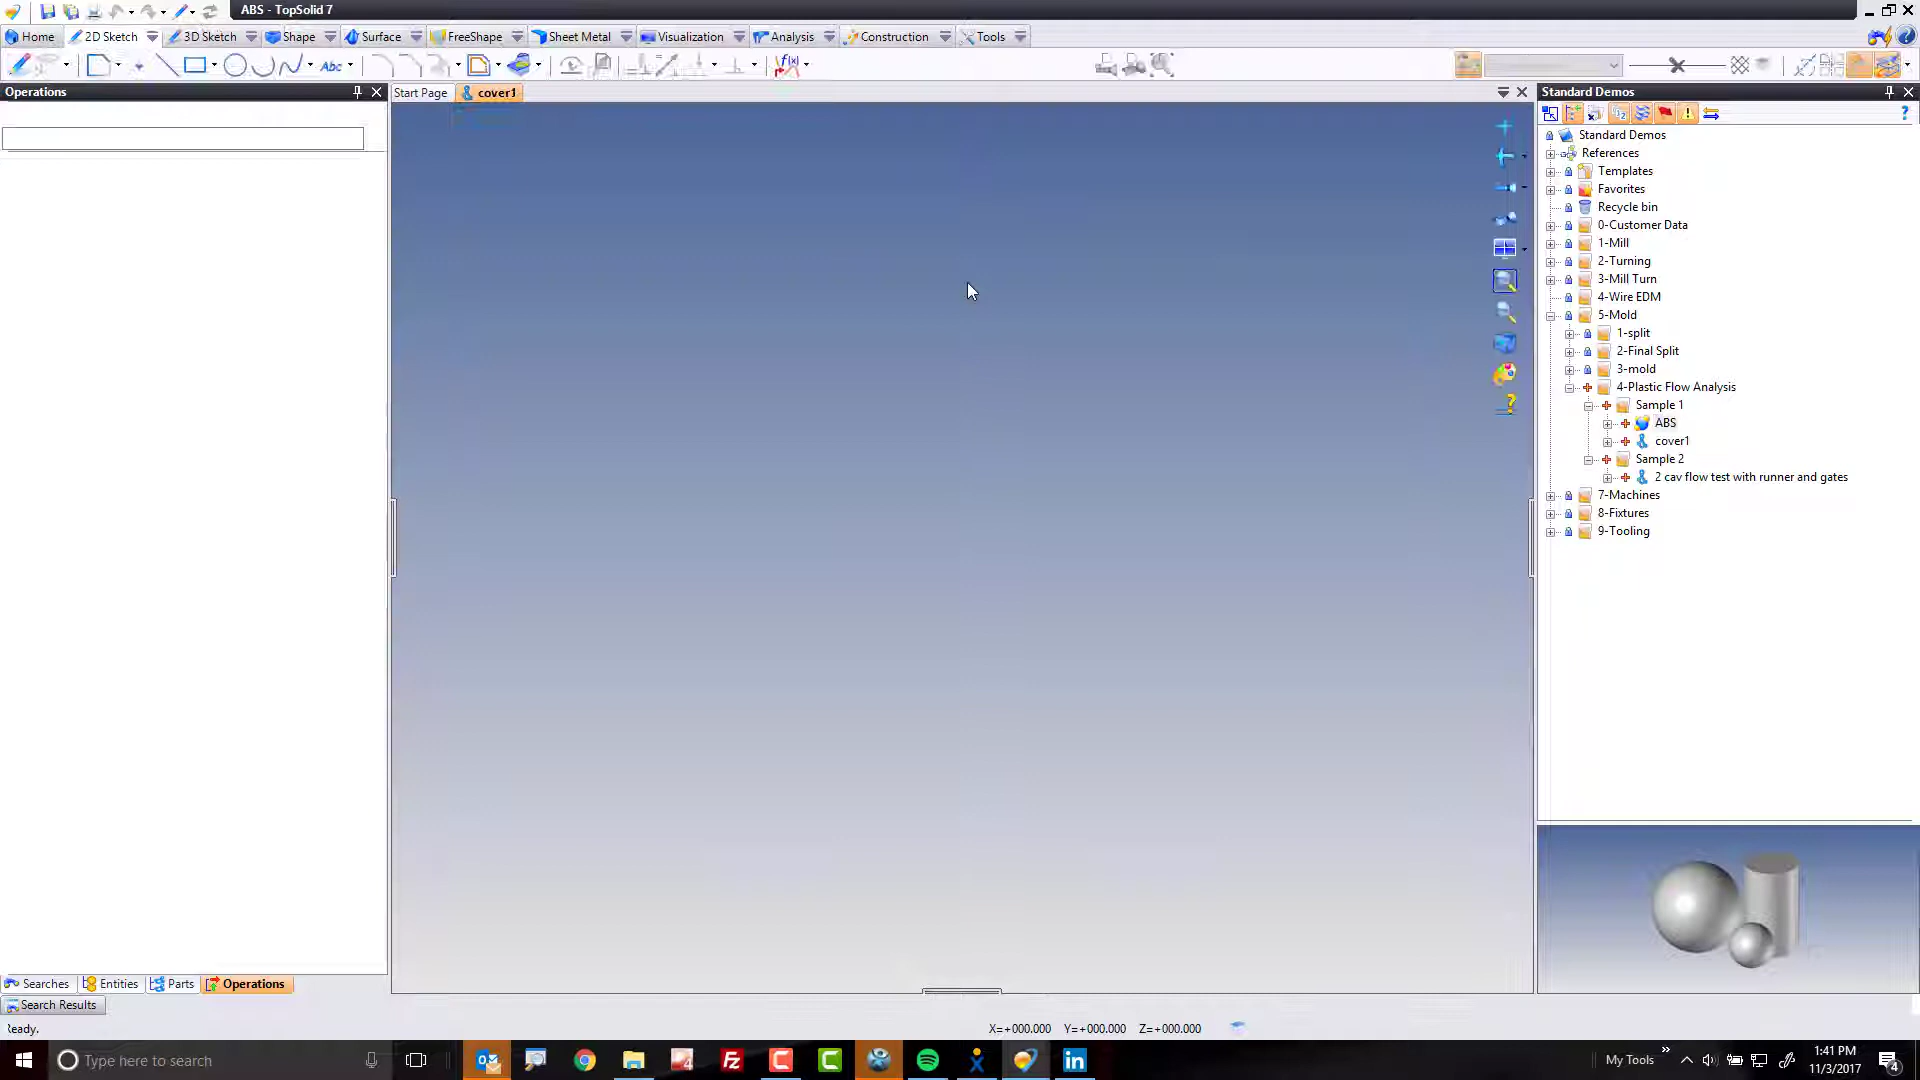 ABS - TopSolid 7
Home 2D Sketch 3D Sketch Shape Surface FreeShape Sheet Metal Visualization Analysis Construction Tools
Abc f(x)
Operations
Start Page cover1
Standard Demos
Standard Demos
References
Templates
Favorites
Recycle bin
0-Customer Data
1-Mill
2-Turning
3-Mill Turn
4-Wire EDM
5-Mold
1-split
2-Final Split
3-mold
4-Plastic Flow Analysis
Sample 1
ABS
cover1
Sample 2
2 cav flow test with runner and gates
7-Machines
8-Fixtures
9-Tooling
Searches Entities Parts Operations
Search Results
Ready.
X=+000.000 Y=+000.000 Z=+000.000
Type here to search
My Tools
1:41 PM
11/3/2017
4